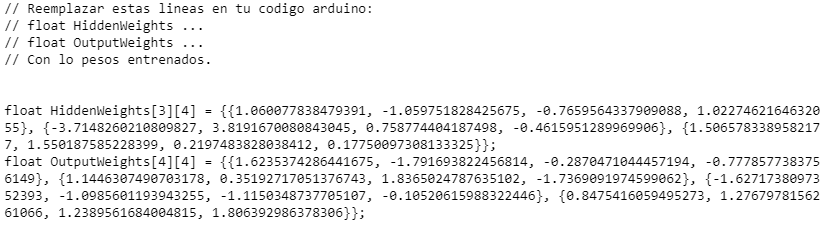 // Reemplazar estas lineas en tu codigo arduino:
// float HiddenWeights ...
// float OutputWeights ...
// Con lo pesos entrenados.
float HiddenWeights[3][4] = {{1.060077838479391, -1.059751828425675, -0.7659564337909088, 1.02274621646320
55}, {-3.7148260210809827, 3.8191670080843045, 0.758774404187498, -0.4615951289969906}, {1.506578338958217
7, 1.550187585228399, 0.2197483828038412, 0.17750097308133325}};
float OutputWeights[4][4] = {{1.6235374286441675, -1.791693822456814, -0.2870471044457194, -0.777857738375
6149}, {1.1446307490703178, 0.35192717051376743, 1.8365024787635102, -1.7369091974599062}, {-1.62717380973
52393, -1.0985601193943255, -1.1150348737705107, -0.10520615988322446}, {0.8475416059495273, 1.27679781562
61066, 1.2389561684004815, 1.806392986378306}};